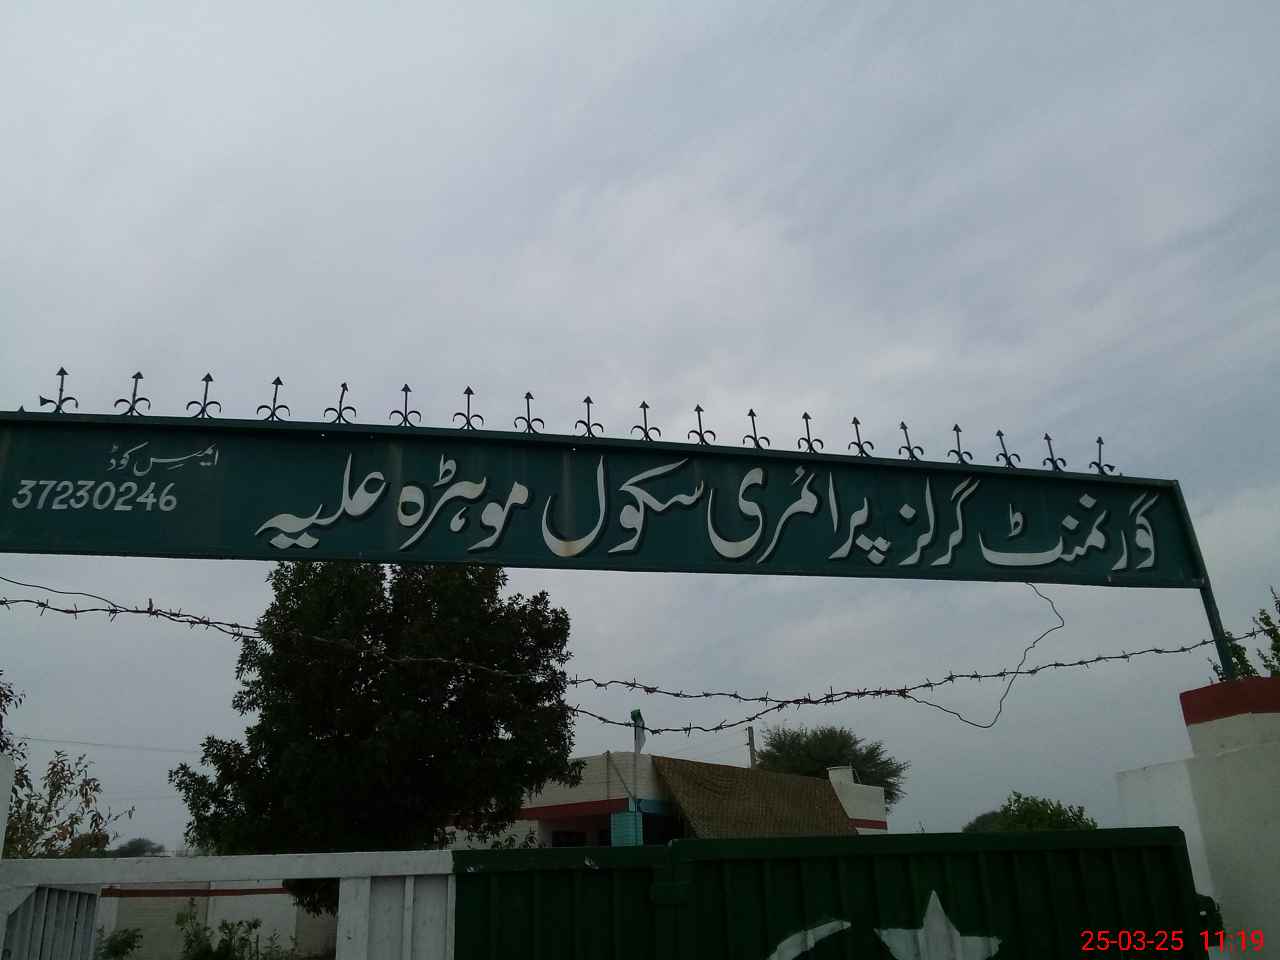 گورنمنٹ گرلز پرائمری سکول موہڑہ علیہ
ایمس کوڈ
37230246
25-03-25 11:19